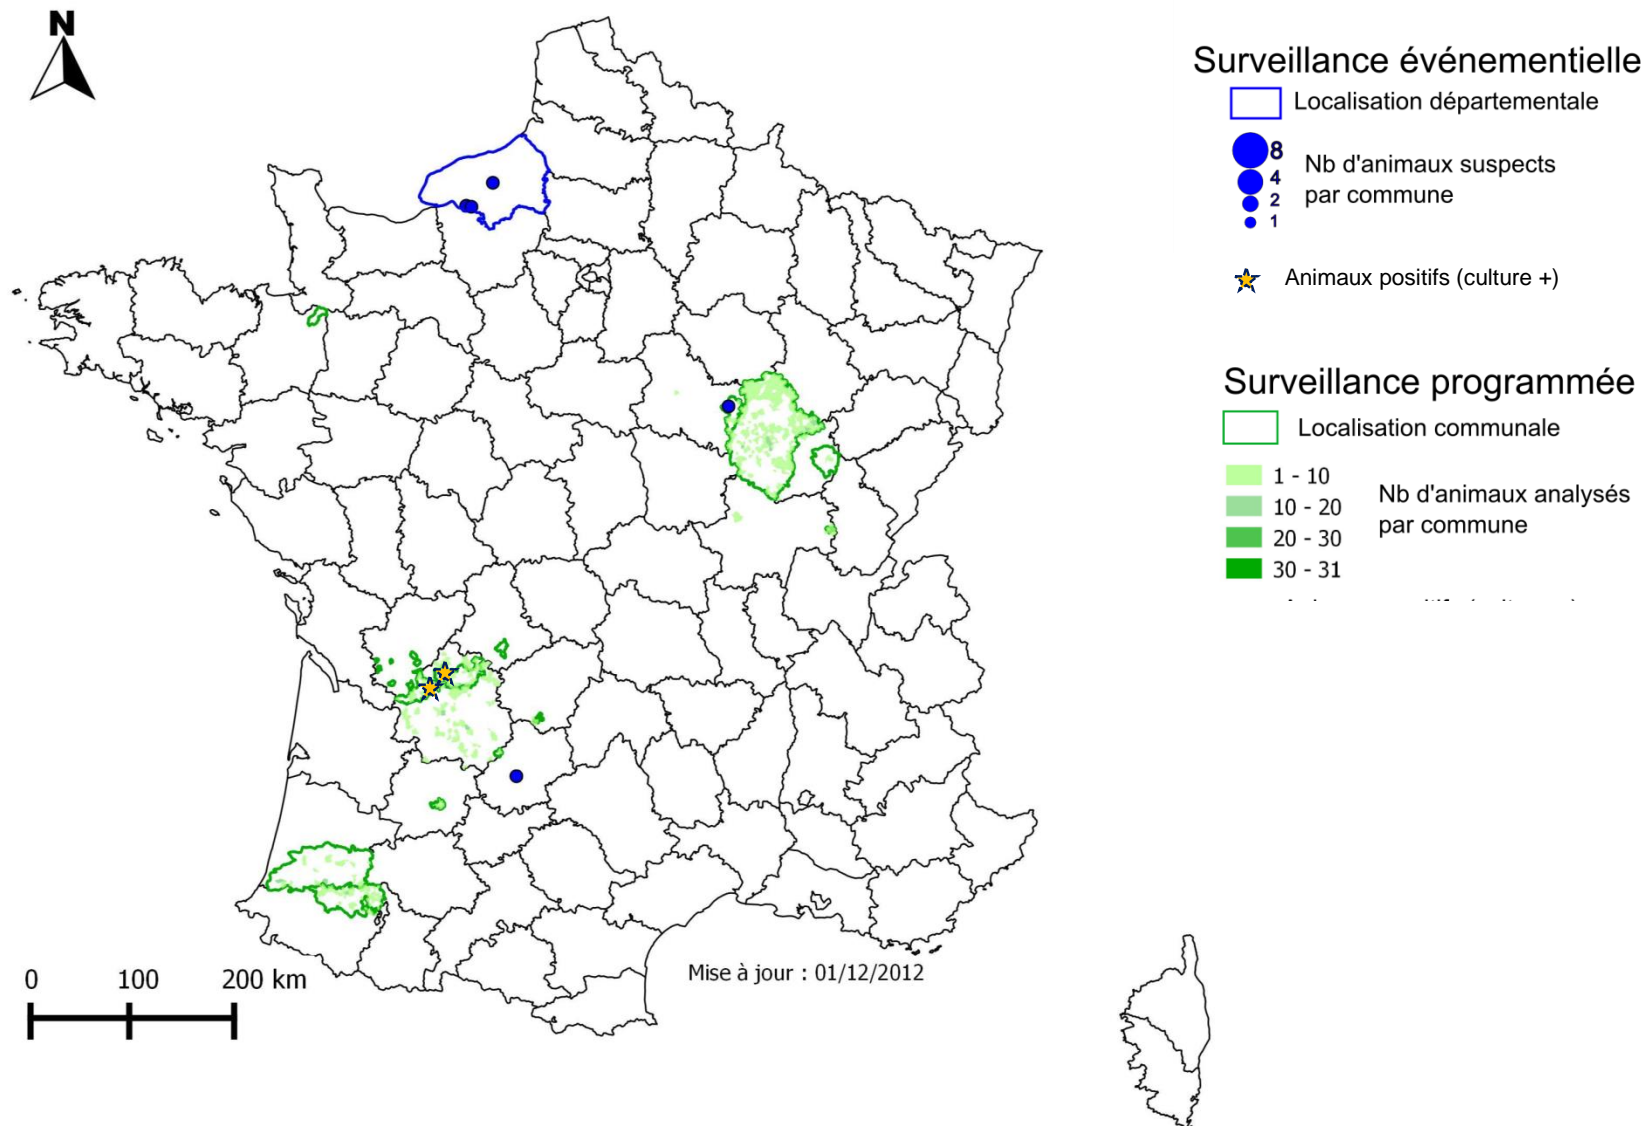 N
Surveillance événementielle
Localisation départementale
8
4
2
1
Nb d'animaux suspects
par commune
Animaux positifs (culture +)
Surveillance programmée
Localisation communale
1 - 10
10 - 20
20 - 30
30 - 31
Nb d'animaux analysés
par commune
Mise à jour : 01/12/2012
0 100 200 km